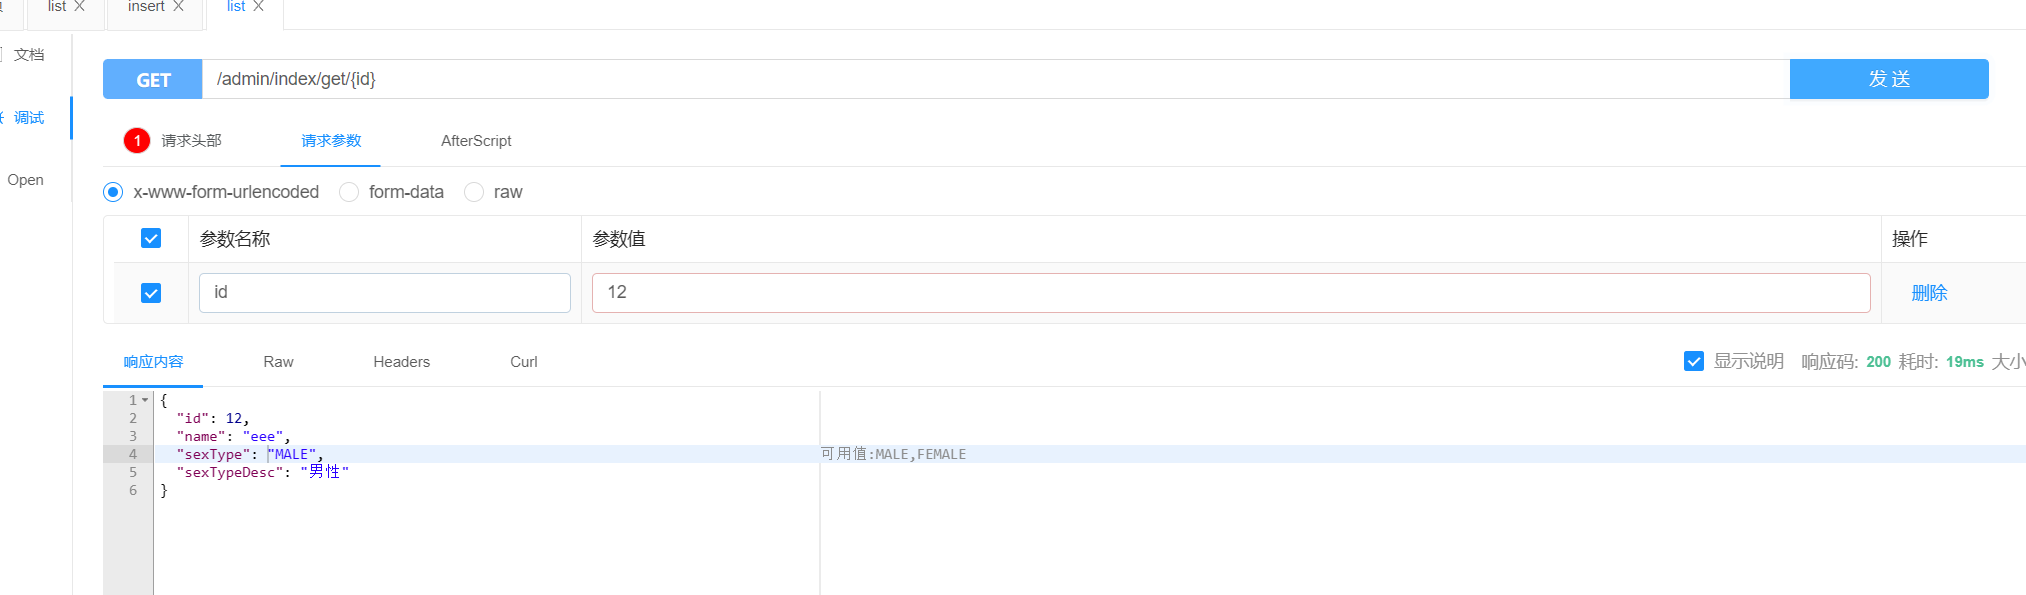 list
insert
list
文档
GET /admin/index/get/{id} 发 送
调试
1 请求头部 请求参数 AfterScript
Open
x-www-form-urlencoded form-data raw
参数名称 参数值 操作
id 12 删除
响应内容 Raw Headers Curl 显示说明 响应码: 200 耗时: 19ms 大小
1 {
2 "id": 12,
3 "name": "eee",
4 "sexType": "MALE", 可用值:MALE,FEMALE
5 "sexTypeDesc": "男性"
6 }